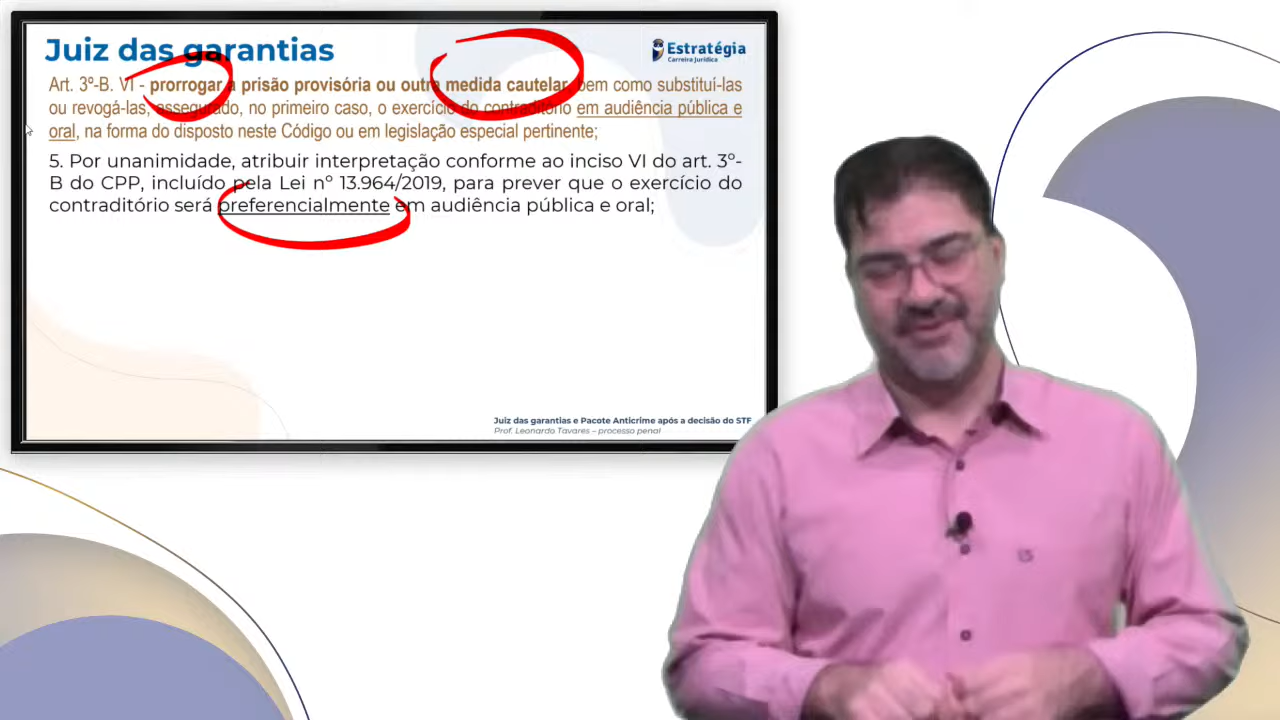 Juiz das garantias
Estratégia
Carreira Jurídica
Art. 3º-B. VI - prorrogar a prisão provisória ou outra medida cautelar, bem como substituí-las
ou revogá-las, assegurado, no primeiro caso, o exercício do contraditório em audiência pública e
oral, na forma do disposto neste Código ou em legislação especial pertinente;
5. Por unanimidade, atribuir interpretação conforme ao inciso VI do art. 3º-
B do CPP, incluído pela Lei nº 13.964/2019, para prever que o exercício do
contraditório será preferencialmente em audiência pública e oral;
Juiz das garantias e Pacote Anticrime após a decisão do STF
Prof. Leonardo Tavares – processo penal